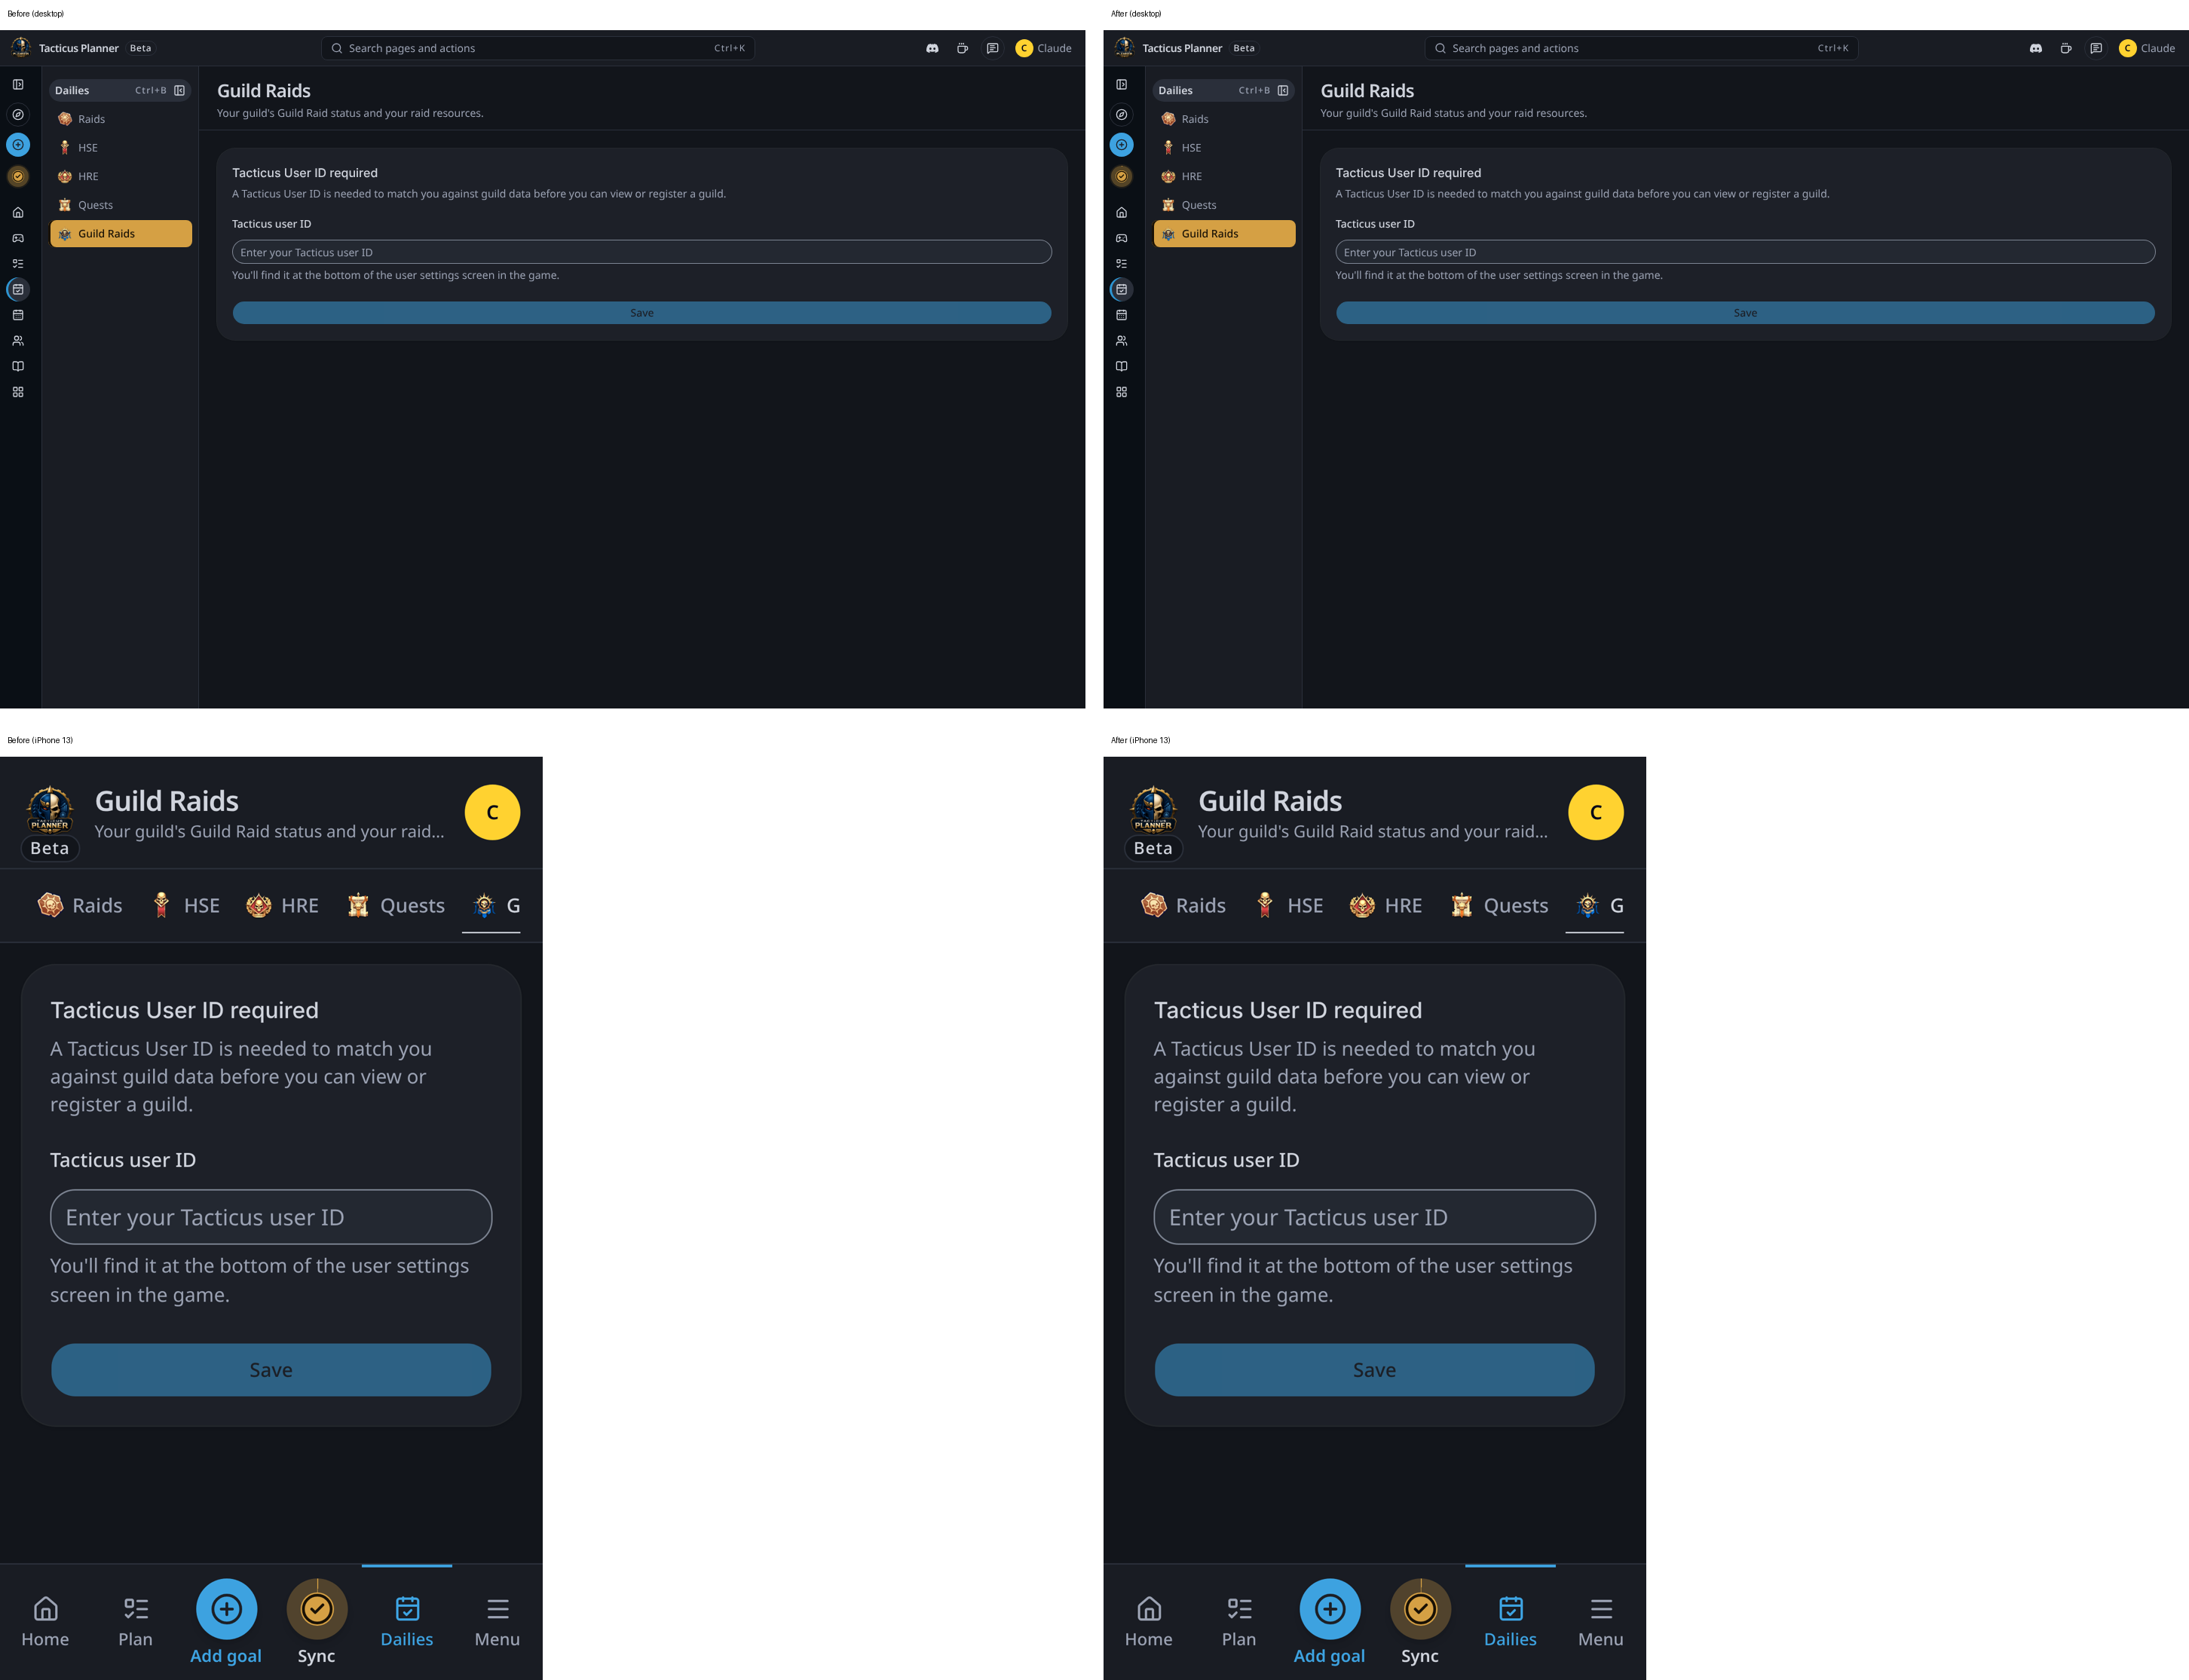 Before (desktop)
Tacticus Planner Beta
Search pages and actions Ctrl+K
C Claude
Dailies Ctrl+B
Raids
HSE
HRE
Quests
Guild Raids
Guild Raids
Your guild's Guild Raid status and your raid resources.
Tacticus User ID required
A Tacticus User ID is needed to match you against guild data before you can view or register a guild.
Tacticus user ID
Enter your Tacticus user ID
You'll find it at the bottom of the user settings screen in the game.
Save
After (desktop)
Tacticus Planner Beta
Search pages and actions Ctrl+K
C Claude
Dailies Ctrl+B
Raids
HSE
HRE
Quests
Guild Raids
Guild Raids
Your guild's Guild Raid status and your raid resources.
Tacticus User ID required
A Tacticus User ID is needed to match you against guild data before you can view or register a guild.
Tacticus user ID
Enter your Tacticus user ID
You'll find it at the bottom of the user settings screen in the game.
Save
Before (iPhone 13)
PLANNER
Beta
Guild Raids
Your guild's Guild Raid status and your raid...
C
Raids HSE HRE Quests G
Tacticus User ID required
A Tacticus User ID is needed to match you
against guild data before you can view or
register a guild.
Tacticus user ID
Enter your Tacticus user ID
You'll find it at the bottom of the user settings
screen in the game.
Save
Home Plan Add goal Sync Dailies Menu
After (iPhone 13)
PLANNER
Beta
Guild Raids
Your guild's Guild Raid status and your raid...
C
Raids HSE HRE Quests G
Tacticus User ID required
A Tacticus User ID is needed to match you
against guild data before you can view or
register a guild.
Tacticus user ID
Enter your Tacticus user ID
You'll find it at the bottom of the user settings
screen in the game.
Save
Home Plan Add goal Sync Dailies Menu